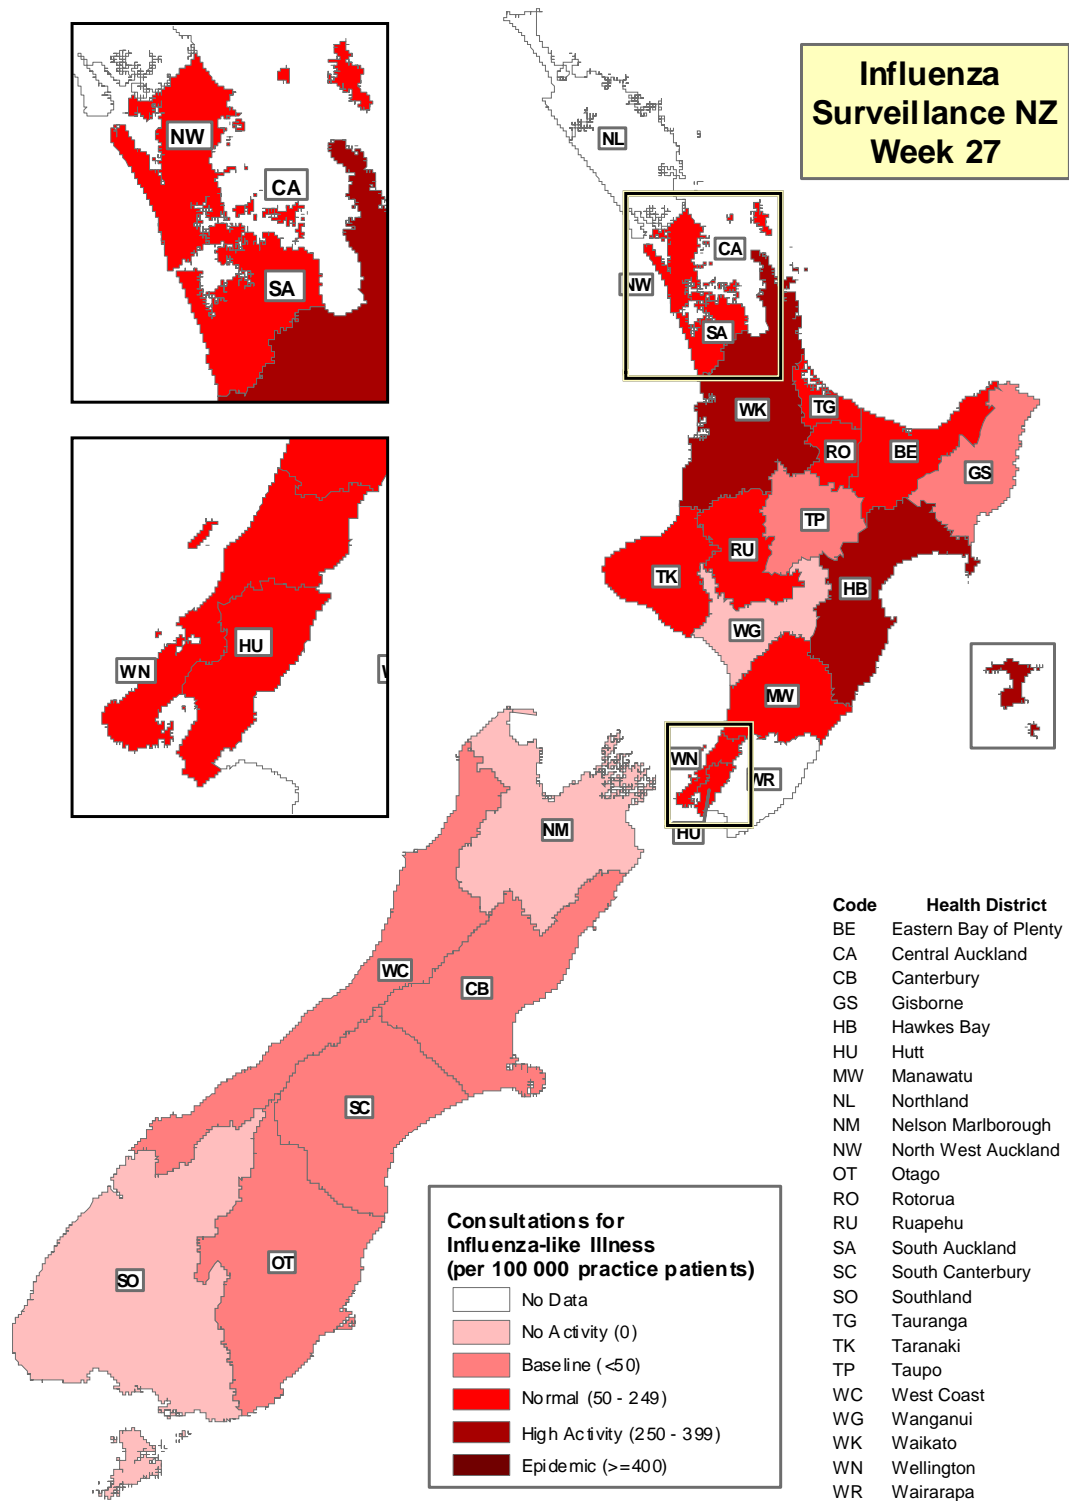 Influenza
Surveillance NZ
Week 27
NW
CA
SA
NL
CA
NW
SA
WK
TG
RO
BE
GS
TP
RU
TK
HB
WG
MW
HU
WN
WN
WR
HU
NM
WC
CB
SC
OT
SO
Consultations for
Influenza-like Illness
(per 100 000 practice patients)
No Data
No Activity (0)
Baseline (<50)
Normal (50 - 249)
High Activity (250 - 399)
Epidemic (>=400)
Code Health District
BE Eastern Bay of Plenty
CA Central Auckland
CB Canterbury
GS Gisborne
HB Hawkes Bay
HU Hutt
MW Manawatu
NL Northland
NM Nelson Marlborough
NW North West Auckland
OT Otago
RO Rotorua
RU Ruapehu
SA South Auckland
SC South Canterbury
SO Southland
TG Tauranga
TK Taranaki
TP Taupo
WC West Coast
WG Wanganui
WK Waikato
WN Wellington
WR Wairarapa